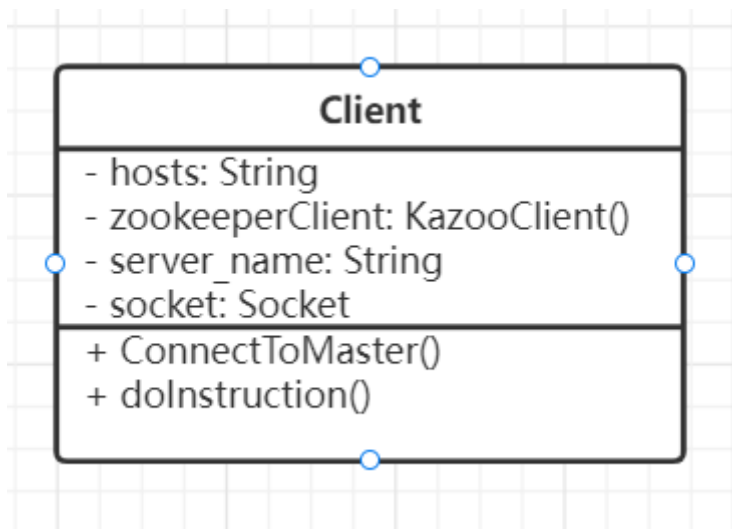 Client
- hosts: String
- zookeeperClient: KazooClient()
- server_name: String
- socket: Socket
+ ConnectToMaster()
+ doInstruction()